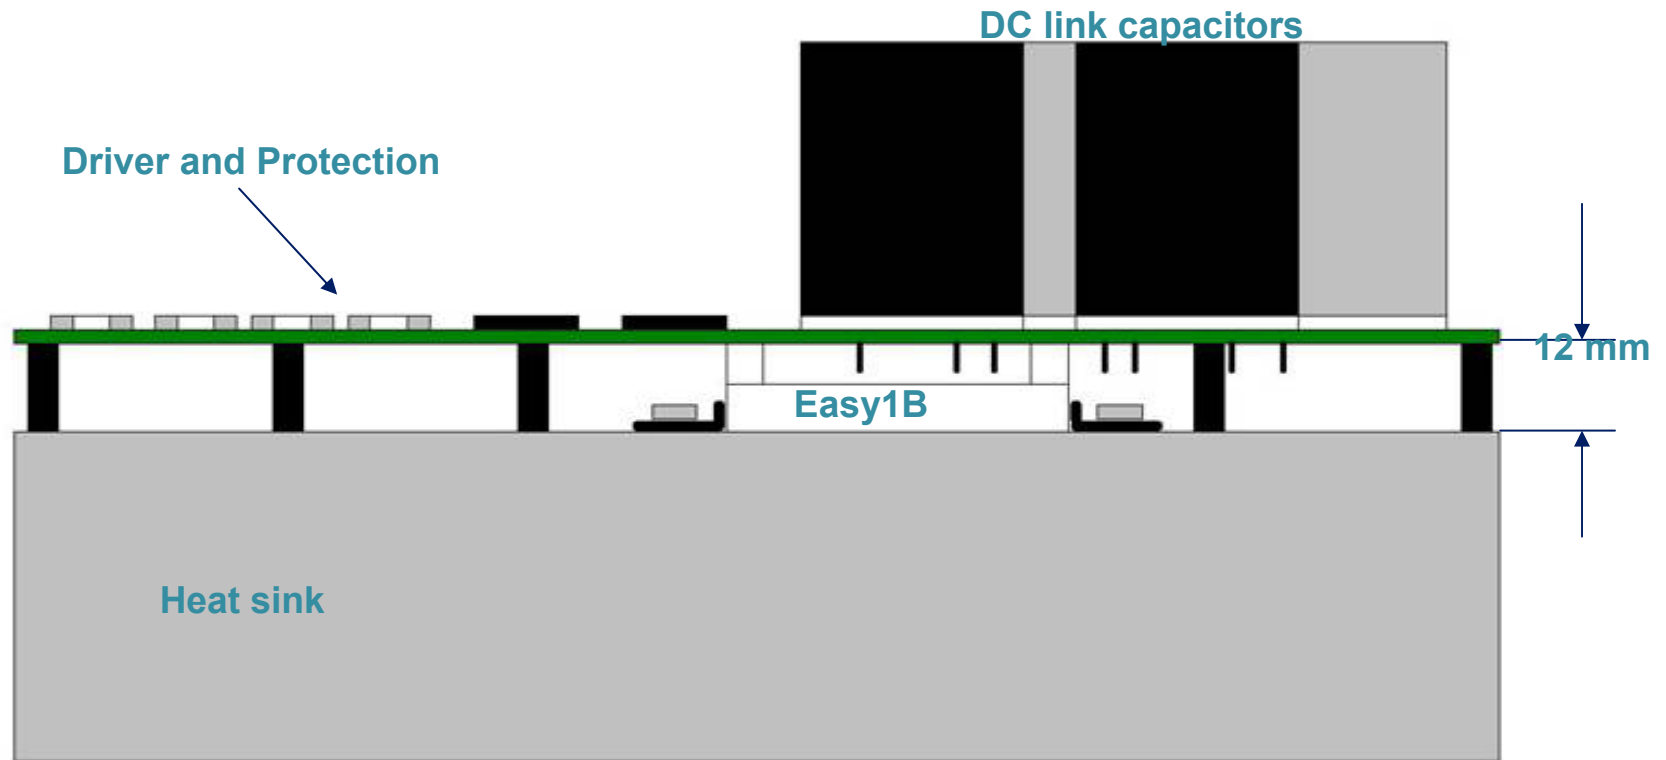 DC link capacitors
Driver and Protection
12 mm
Easy1B
Heat sink